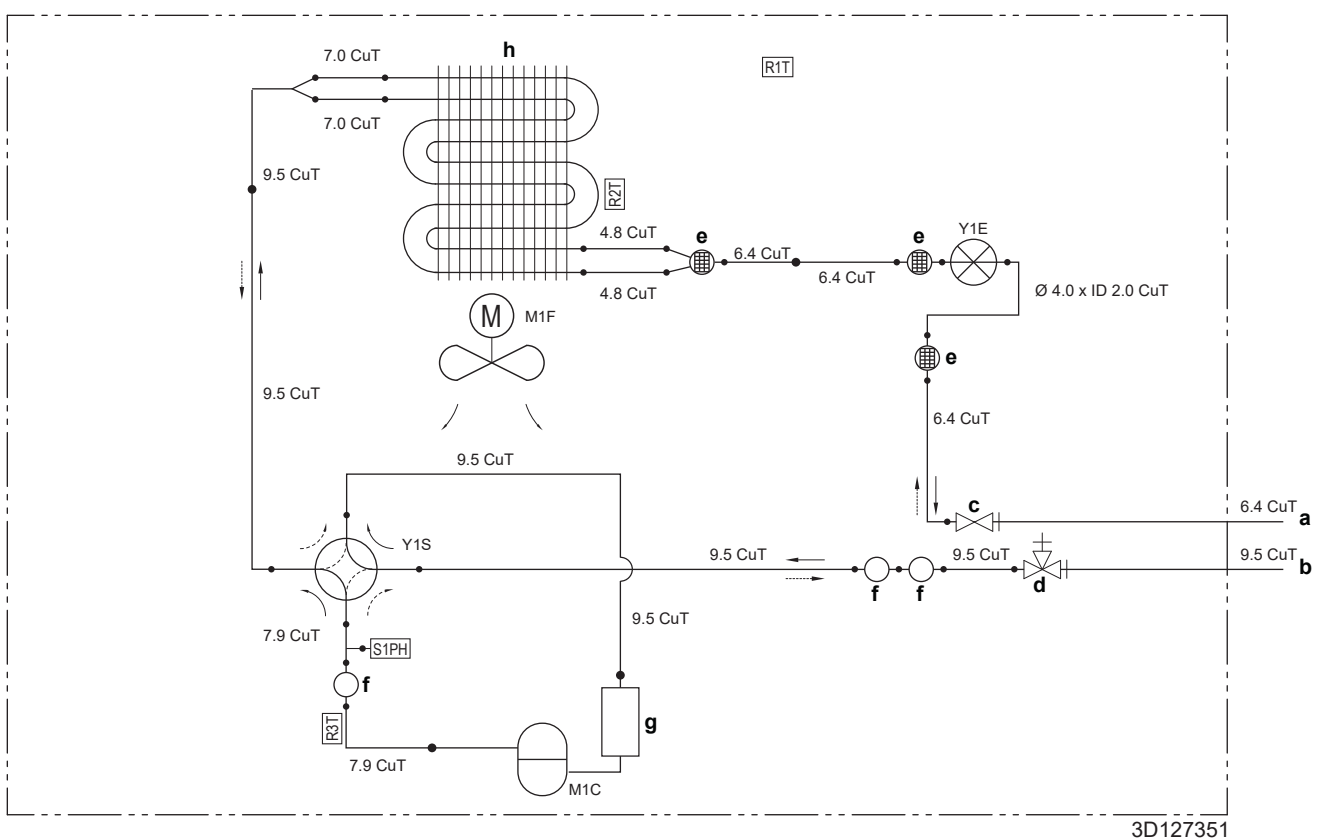 7.0 CuT
h
R1T
7.0 CuT
9.5 CuT
R2T
4.8 CuT
e
6.4 CuT
6.4 CuT
e
Y1E
4.8 CuT
Ø 4.0 x ID 2.0 CuT
M
M1F
e
9.5 CuT
6.4 CuT
9.5 CuT
c
6.4 CuT
a
Y1S
9.5 CuT
9.5 CuT
9.5 CuT
b
f
f
d
7.9 CuT
9.5 CuT
S1PH
f
R3T
g
7.9 CuT
M1C
3D127351